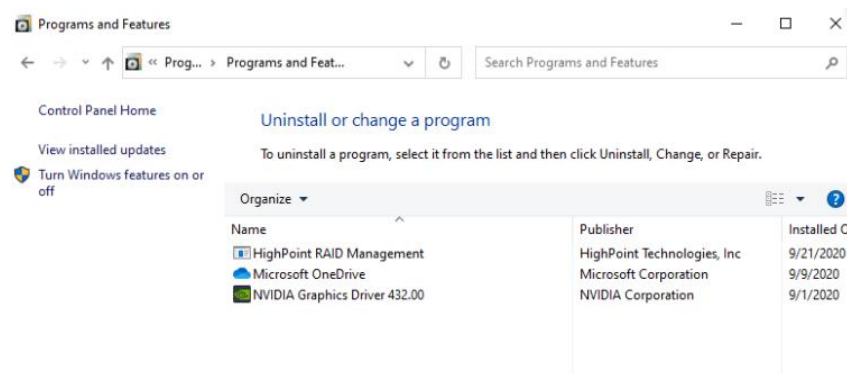 Programs and Features
« Prog... › Programs and Feat...
Search Programs and Features
Control Panel Home
View installed updates
Turn Windows features on or
off
Uninstall or change a program
To uninstall a program, select it from the list and then click Uninstall, Change, or Repair.
Organize
Name Publisher Installed O
HighPoint RAID Management HighPoint Technologies, Inc 9/21/2020
Microsoft OneDrive Microsoft Corporation 9/9/2020
NVIDIA Graphics Driver 432.00 NVIDIA Corporation 9/1/2020